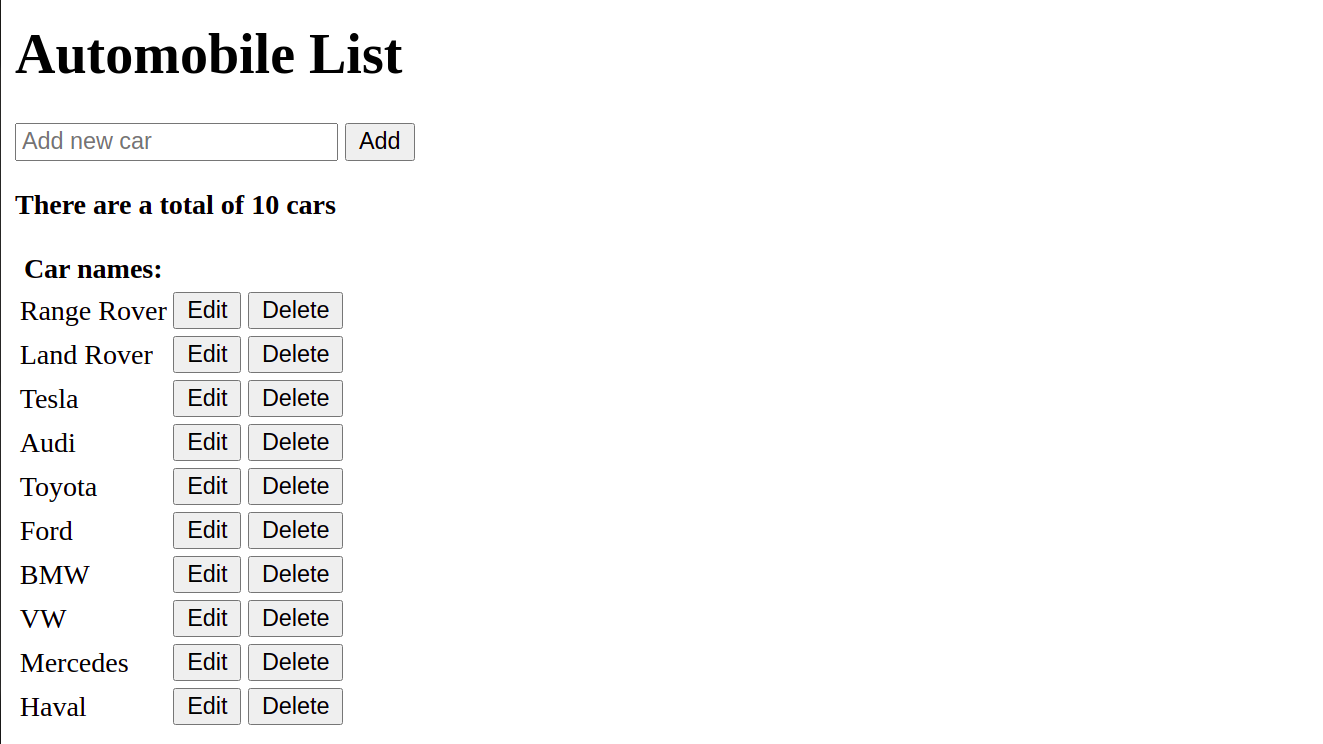 Automobile List
Add new car Add
There are a total of 10 cars
Car names:
Range Rover Edit Delete
Land Rover Edit Delete
Tesla Edit Delete
Audi Edit Delete
Toyota Edit Delete
Ford Edit Delete
BMW Edit Delete
VW Edit Delete
Mercedes Edit Delete
Haval Edit Delete